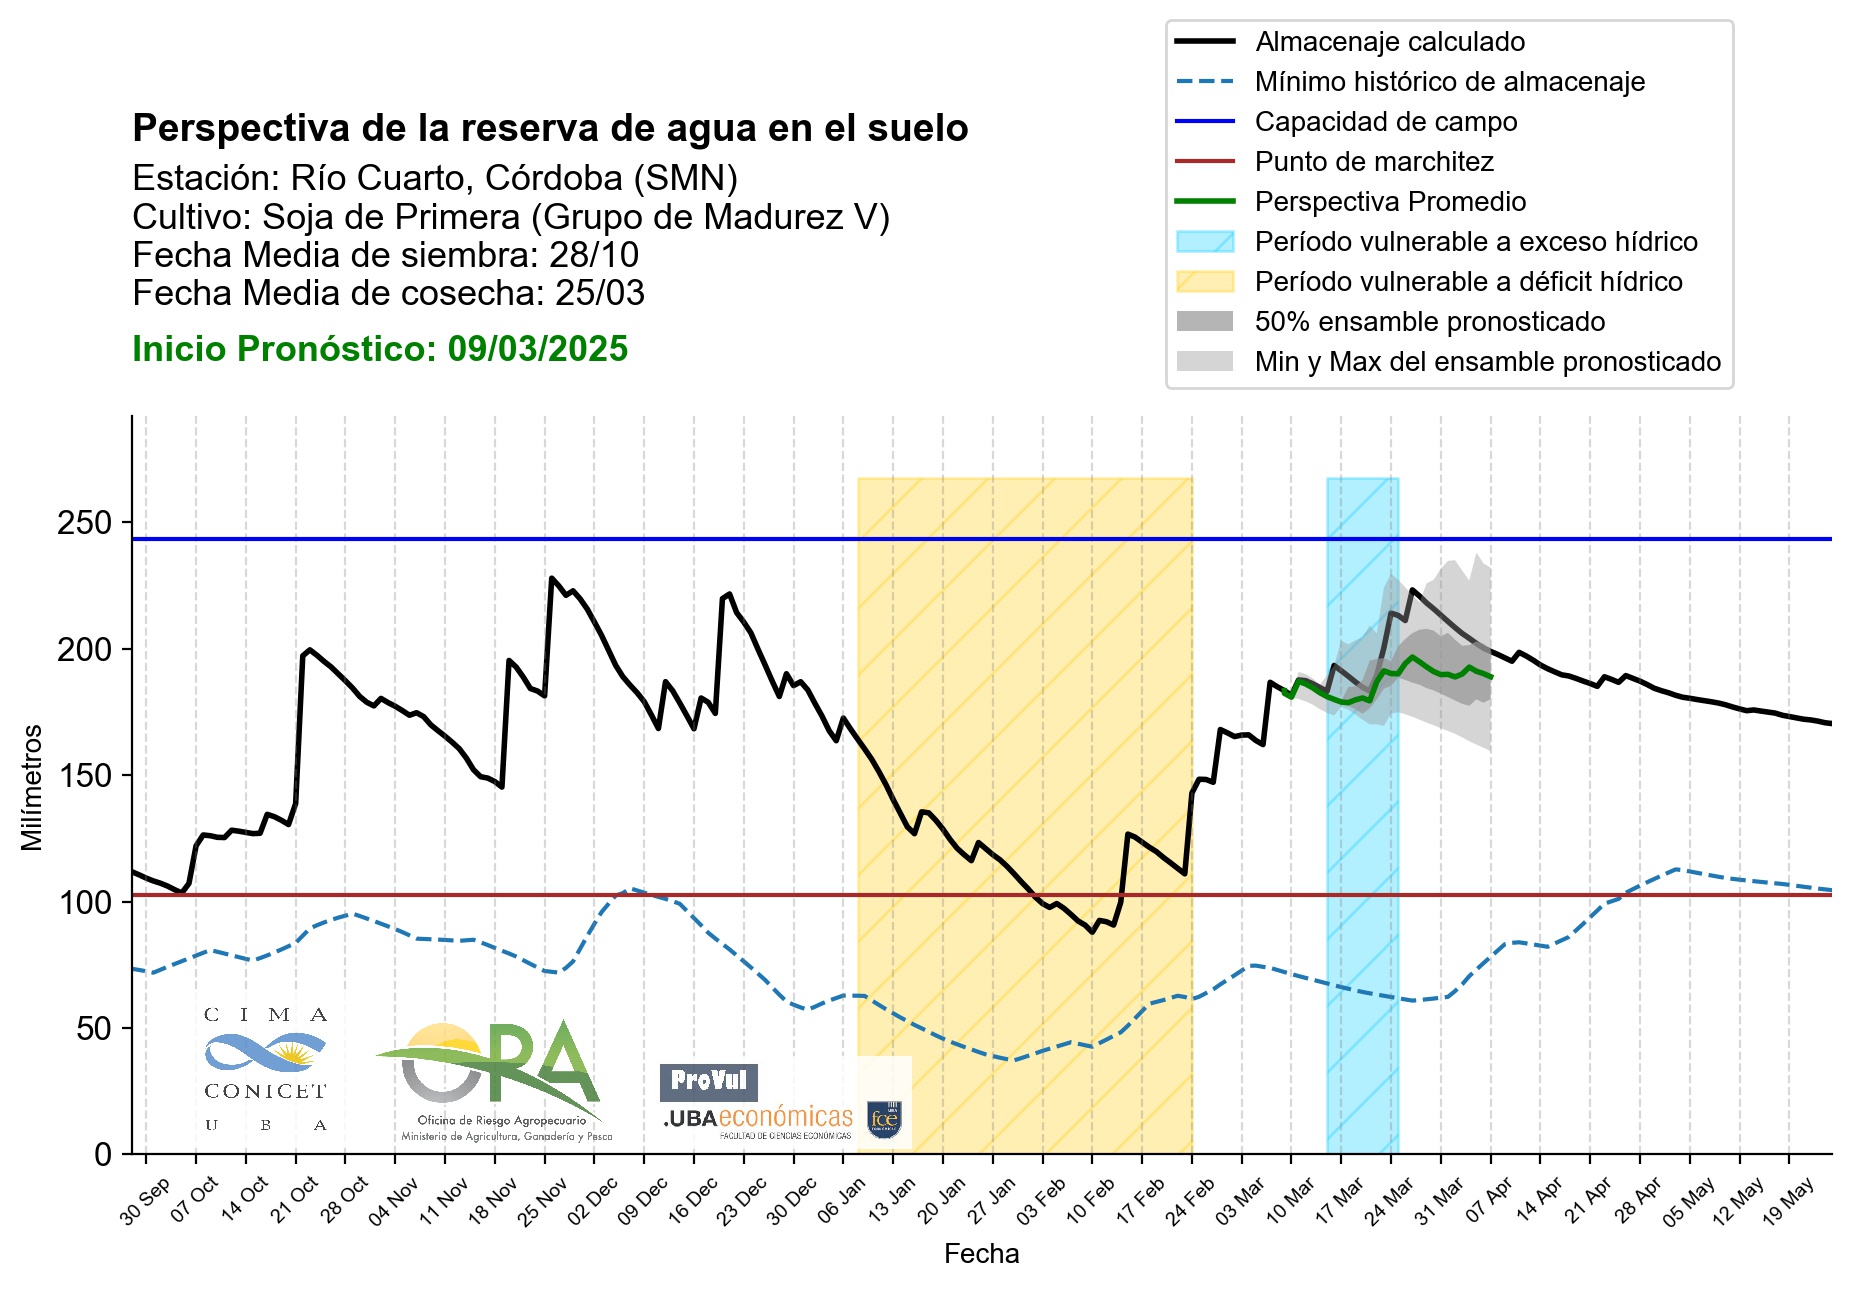 Almacenaje calculado
Mínimo histórico de almacenaje
Capacidad de campo
Punto de marchitez
Perspectiva Promedio
Período vulnerable a exceso hídrico
Período vulnerable a déficit hídrico
50% ensamble pronosticado
Min y Max del ensamble pronosticado
Perspectiva de la reserva de agua en el suelo
Estación: Río Cuarto, Córdoba (SMN)
Cultivo: Soja de Primera (Grupo de Madurez V)
Fecha Media de siembra: 28/10
Fecha Media de cosecha: 25/03
Inicio Pronóstico: 09/03/2025
Milímetros
250
200
150
100
50
0
C I M A
CONICET
U B A
ORA
Oficina de Riesgo Agropecuario
Ministerio de Agricultura, Ganadería y Pesca
ProVul
.UBAeconómicas
FACULTAD DE CIENCIAS ECONÓMICAS
UBA
fce
ECONÓMICAS
30 Sep
07 Oct
14 Oct
21 Oct
28 Oct
04 Nov
11 Nov
18 Nov
25 Nov
02 Dec
09 Dec
16 Dec
23 Dec
30 Dec
06 Jan
13 Jan
20 Jan
27 Jan
03 Feb
10 Feb
17 Feb
24 Feb
03 Mar
10 Mar
17 Mar
24 Mar
31 Mar
07 Apr
14 Apr
21 Apr
28 Apr
05 May
12 May
19 May
Fecha